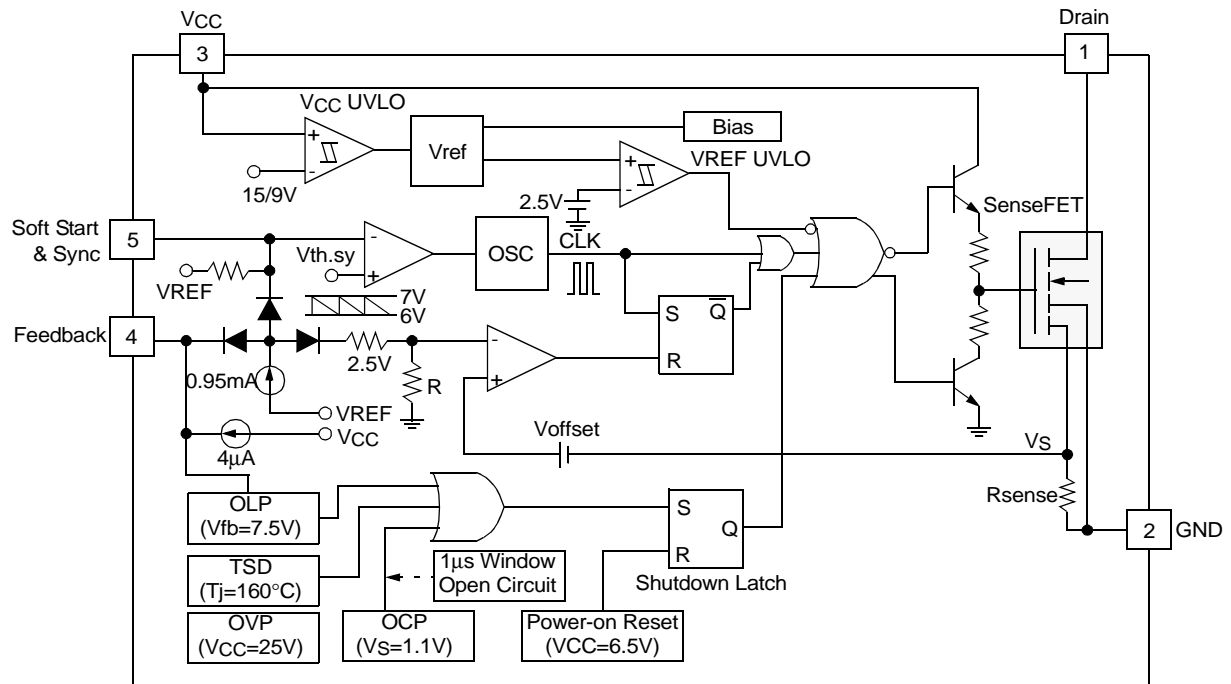 VCC
Drain
3
1
VCC UVLO
+
-
15/9V
Vref
Bias
VREF UVLO
+
-
2.5V
SenseFET
Soft Start
& Sync
5
VREF
Vth.sy
-
+
OSC
CLK
7V
6V
Feedback
4
2.5V
R
-
+
S
Q
R
0.95mA
VREF
VCC
4µA
Voffset
VS
Rsense
2
GND
OLP
(Vfb=7.5V)
TSD
(Tj=160°C)
OVP
(VCC=25V)
1µs Window
Open Circuit
OCP
(VS=1.1V)
S
Q
R
Shutdown Latch
Power-on Reset
(VCC=6.5V)